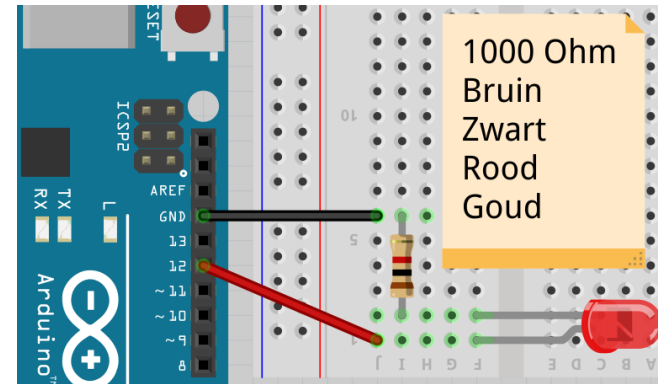 1000 Ohm
Bruin
Zwart
Rood
Goud
RESET
ICSP2
AREF
GND
13
12
~11
~10
~9
8
RX
TX
L
Arduino™
10
5
1
J I H G F
E D C B A